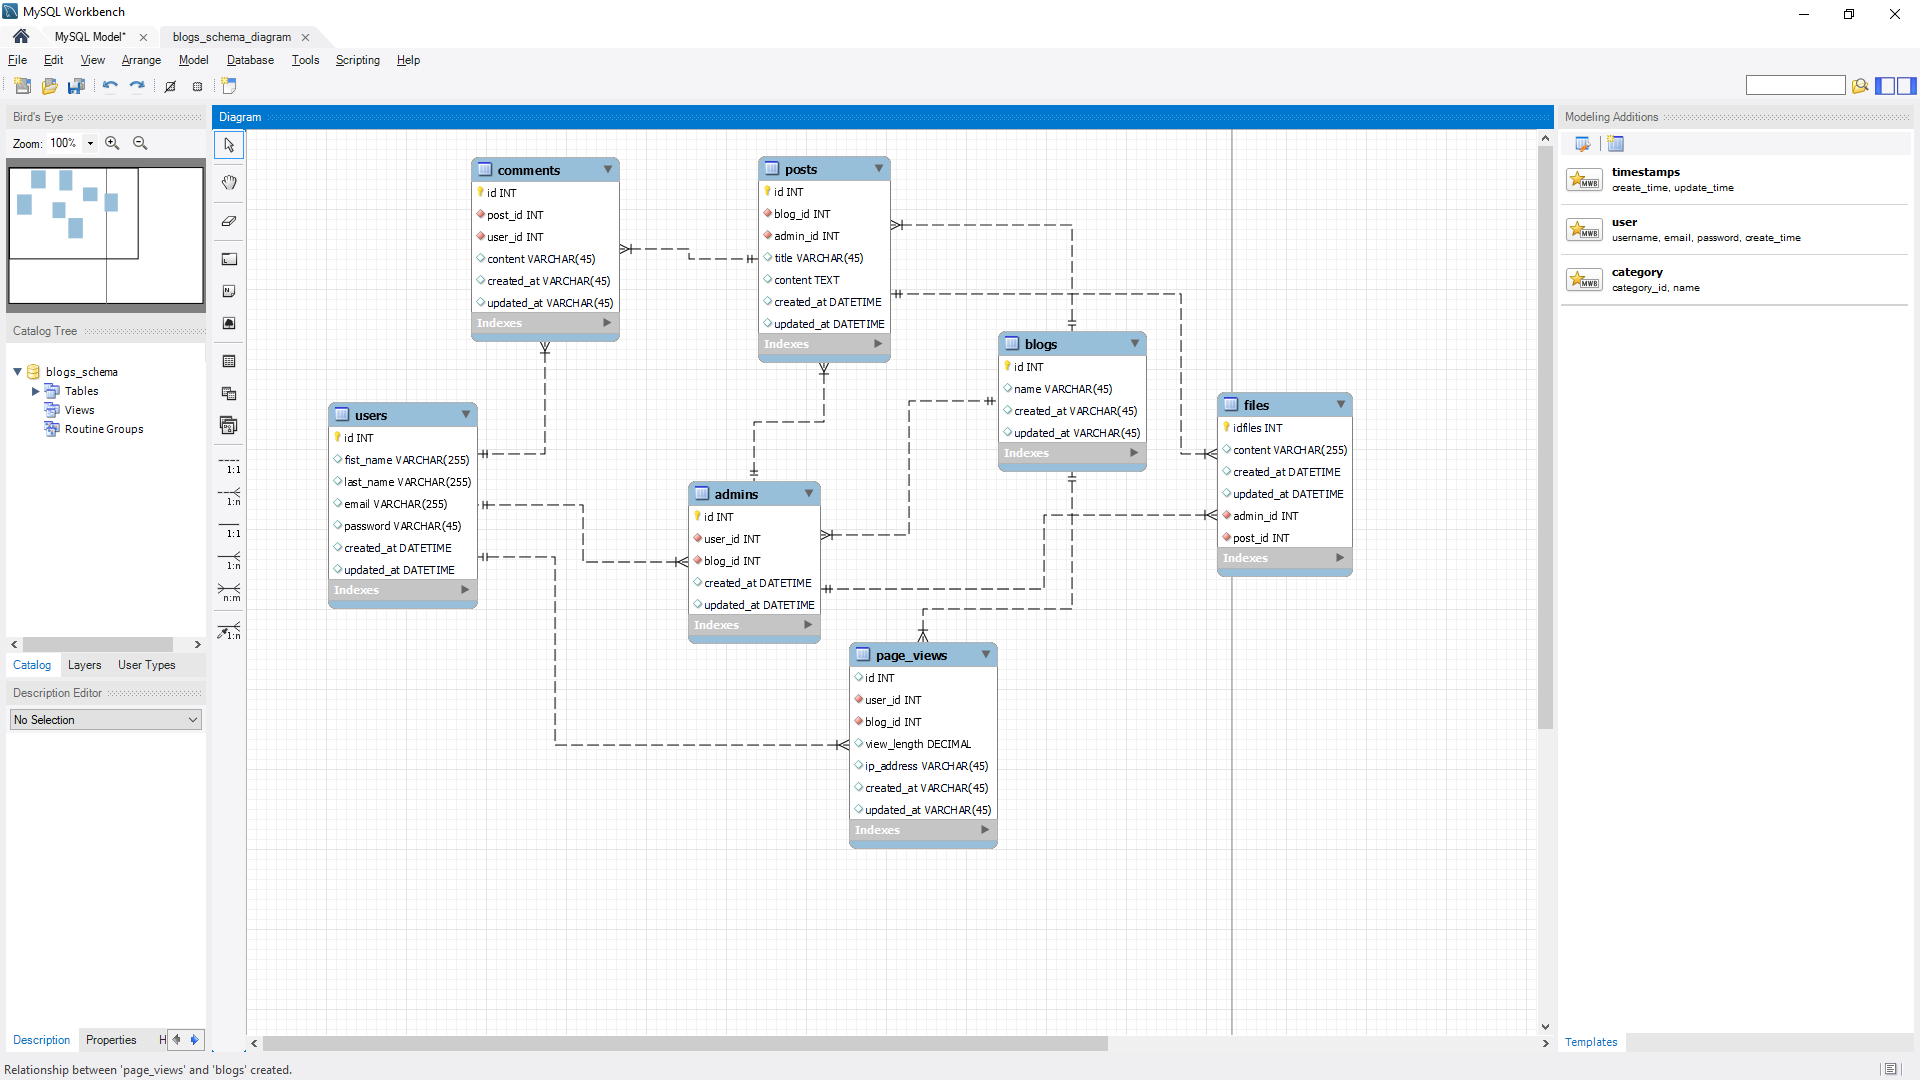 MySQL Workbench
MySQL Model*
blogs_schema_diagram
File Edit View Arrange Model Database Tools Scripting Help
Bird's Eye
Zoom: 100%
Diagram
Modeling Additions
timestamps
create_time, update_time
user
username, email, password, create_time
category
category_id, name
Catalog Tree
blogs_schema
Tables
Views
Routine Groups
1:1
1:n
1:1
1:n
n:m
1:n
comments
id INT
post_id INT
user_id INT
content VARCHAR(45)
created_at VARCHAR(45)
updated_at VARCHAR(45)
Indexes
posts
id INT
blog_id INT
admin_id INT
title VARCHAR(45)
content TEXT
created_at DATETIME
updated_at DATETIME
Indexes
blogs
id INT
name VARCHAR(45)
created_at VARCHAR(45)
updated_at VARCHAR(45)
Indexes
files
idfiles INT
content VARCHAR(255)
created_at DATETIME
updated_at DATETIME
admin_id INT
post_id INT
Indexes
users
id INT
fist_name VARCHAR(255)
last_name VARCHAR(255)
email VARCHAR(255)
password VARCHAR(45)
created_at DATETIME
updated_at DATETIME
Indexes
admins
id INT
user_id INT
blog_id INT
created_at DATETIME
updated_at DATETIME
Indexes
page_views
id INT
user_id INT
blog_id INT
view_length DECIMAL
ip_address VARCHAR(45)
created_at VARCHAR(45)
updated_at VARCHAR(45)
Indexes
Catalog Layers User Types
Description Editor
No Selection
Description Properties H
Templates
Relationship between 'page_views' and 'blogs' created.